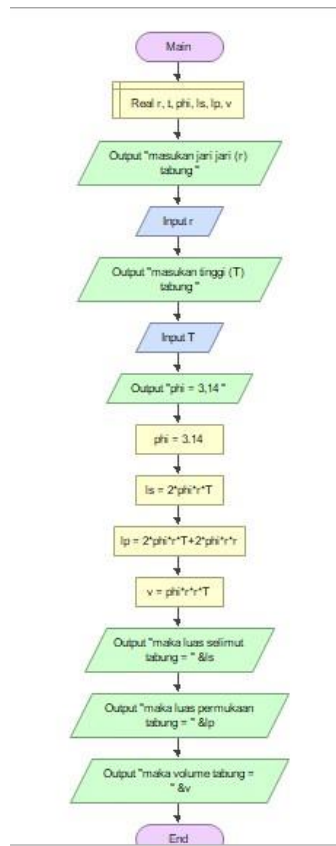 Main
Real r, t, phi, ls, lp, v
Output "masukan jari jari (r)
tabung "
Input r
Output "masukan tinggi (T)
tabung "
Input T
Output "phi = 3,14 "
phi = 3.14
ls = 2*phi*r*T
lp = 2*phi*r*T+2*phi*r*r
v = phi*r*r*T
Output "maka luas selimut
tabung = " &ls
Output "maka luas permukaan
tabung = " &lp
Output "maka volume tabung =
" &v
End